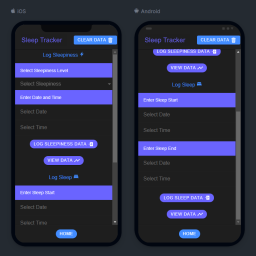 iOS
Sleep Tracker
CLEAR DATA
Log Sleepiness
Select Sleepiness Level
Select Sleepiness
Enter Date and Time
Select Date
Select Time
LOG SLEEPINESS DATA
VIEW DATA
Log Sleep
Enter Sleep Start
Select Date
Select Time
HOME
Android
Sleep Tracker
CLEAR DATA
LOG SLEEPINESS DATA
VIEW DATA
Log Sleep
Enter Sleep Start
Select Date
Select Time
Enter Sleep End
Select Date
Select Time
LOG SLEEP DATA
VIEW DATA
HOME